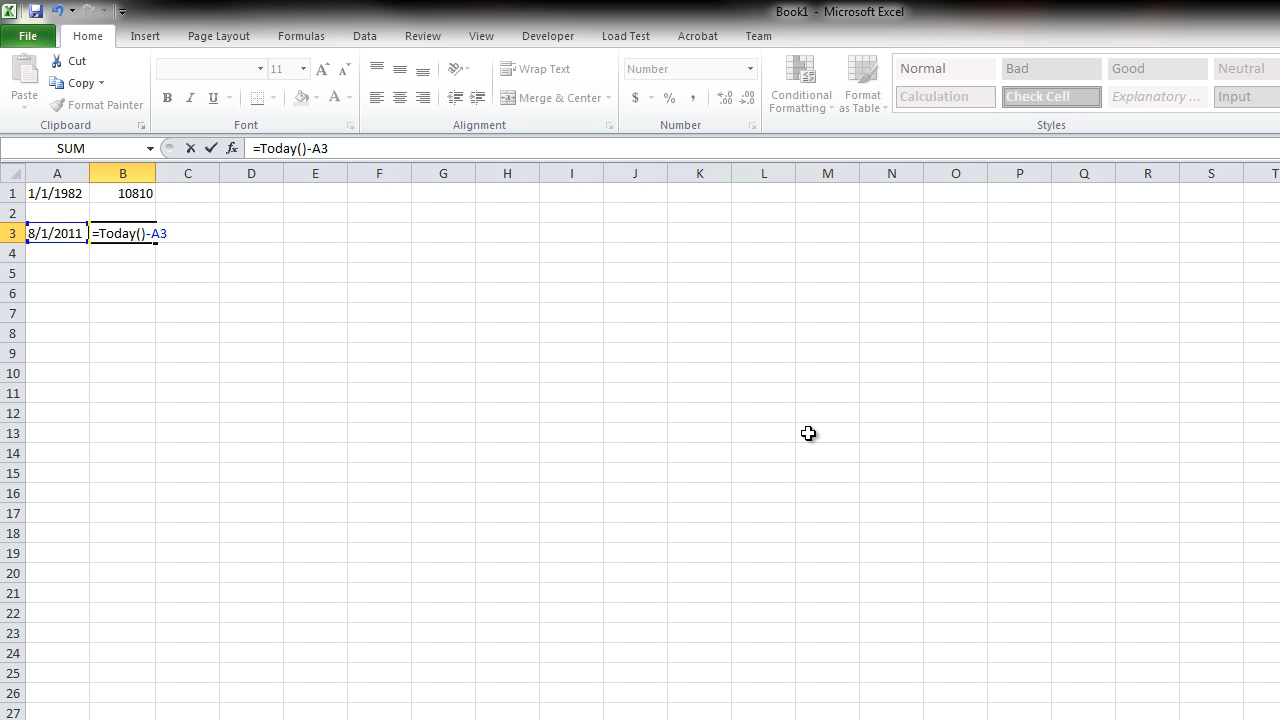 Book1 - Microsoft Excel
File Home Insert Page Layout Formulas Data Review View Developer Load Test Acrobat Team
Paste
Cut
Copy
Format Painter
Clipboard
11
A A
B I U A
Font
Wrap Text
Merge & Center
Alignment
Number
$ % , .00 .0
Number
Conditional Formatting
Format as Table
Normal Bad Good Neutral
Calculation Check Cell Explanatory ... Input
Styles
SUM fx =Today()-A3
A B C D E F G H I J K L M N O P Q R S T
1 1/1/1982 10810
2
3 8/1/2011 =Today()-A3
4
5
6
7
8
9
10
11
12
13
14
15
16
17
18
19
20
21
22
23
24
25
26
27